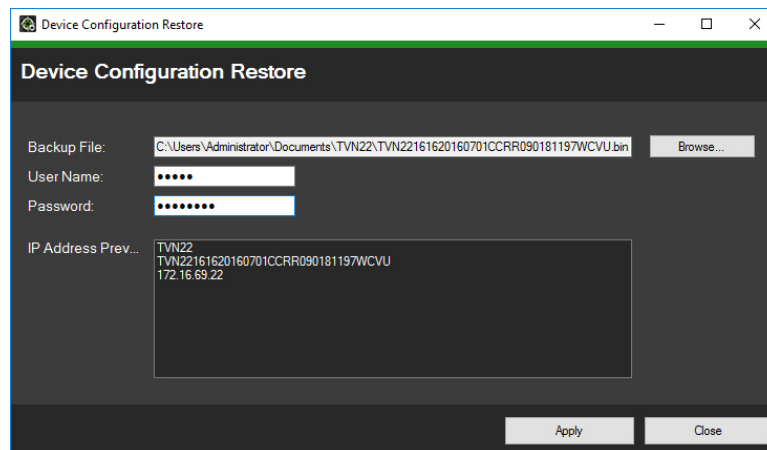 Device Configuration Restore
Device Configuration Restore
Backup File: C:\Users\Administrator\Documents\TVN22\TVN22161620160701CCRR090181197WCVU.bin Browse...
User Name: •••••
Password: ••••••••
IP Address Prev... TVN22
TVN22161620160701CCRR090181197WCVU
172.16.69.22
Apply Close